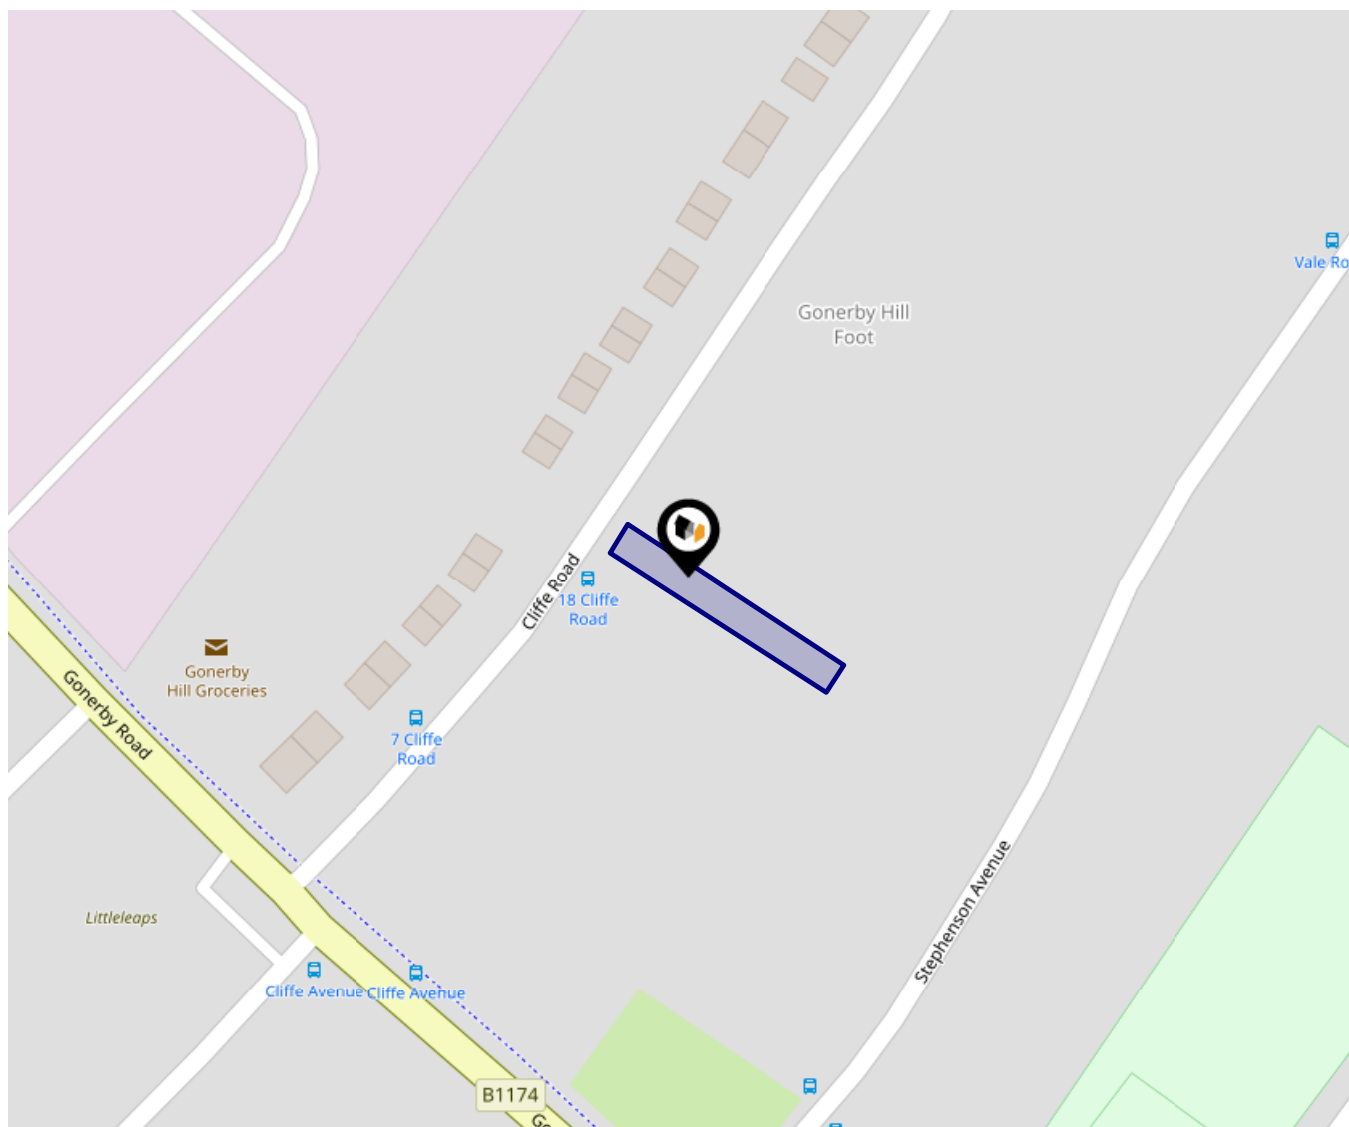 Vale Ro
Gonerby Hill
Foot
Cliffe Road
18 Cliffe
Road
Gonerby
Hill Groceries
Gonerby Road
7 Cliffe
Road
Littleleaps
Stephenson Avenue
Cliffe Avenue
Cliffe Avenue
B1174
Go